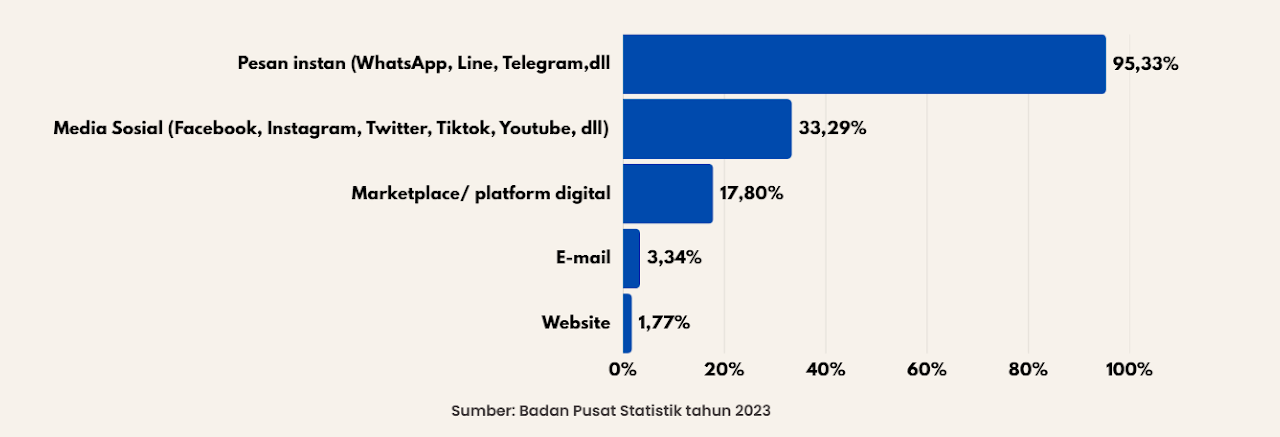 Pesan instan (WhatsApp, Line, Telegram,dll 95,33%
Media Sosial (Facebook, Instagram, Twitter, Tiktok, Youtube, dll) 33,29%
Marketplace/ platform digital 17,80%
E-mail 3,34%
Website 1,77%
0% 20% 40% 60% 80% 100%
Sumber: Badan Pusat Statistik tahun 2023